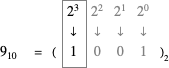 2³ 2² 2¹ 2⁰
↓ ↓ ↓ ↓
9₁₀ = ( 1 0 0 1 )₂